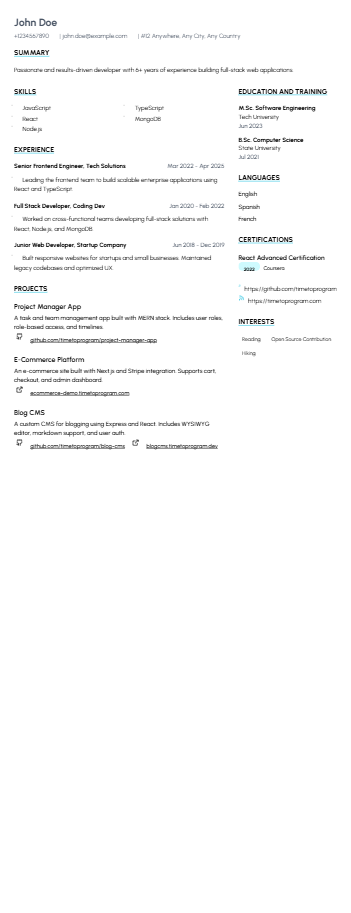 John Doe
+1234567890 | john.doe@example.com | #12 Anywhere, Any City, Any Country
SUMMARY
Passionate and results-driven developer with 6+ years of experience building full-stack web applications.
SKILLS
JavaScript
TypeScript
React
MongoDB
Node.js
EXPERIENCE
Senior Frontend Engineer, Tech Solutions Mar 2022 - Apr 2025
Leading the frontend team to build scalable enterprise applications using
React and TypeScript.
Full Stack Developer, Coding Dev Jan 2020 - Feb 2022
Worked on cross-functional teams developing full-stack solutions with
React, Node.js, and MongoDB.
Junior Web Developer, Startup Company Jun 2018 - Dec 2019
Built responsive websites for startups and small businesses. Maintained
legacy codebases and optimized UX.
PROJECTS
Project Manager App
A task and team management app built with MERN stack. Includes user roles,
role-based access, and timelines.
github.com/timetoprogram/project-manager-app
E-Commerce Platform
An e-commerce site built with Next.js and Stripe integration. Supports cart,
checkout, and admin dashboard.
ecommerce-demo.timetoprogram.com
Blog CMS
A custom CMS for blogging using Express and React. Includes WYSIWYG
editor, markdown support, and user auth.
github.com/timetoprogram/blog-cms blogcms.timetoprogram.dev
EDUCATION AND TRAINING
M.Sc. Software Engineering
Tech University
Jun 2023
B.Sc. Computer Science
State University
Jul 2021
LANGUAGES
English
Spanish
French
CERTIFICATIONS
React Advanced Certification
2022 Coursera
https://github.com/timetoprogram
https://timetoprogram.com
INTERESTS
Reading Open Source Contribution
Hiking